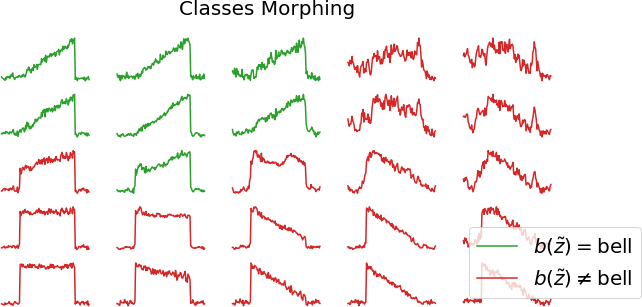 Classes Morphing
b(z̃) = bell
b(z̃) ≠ bell